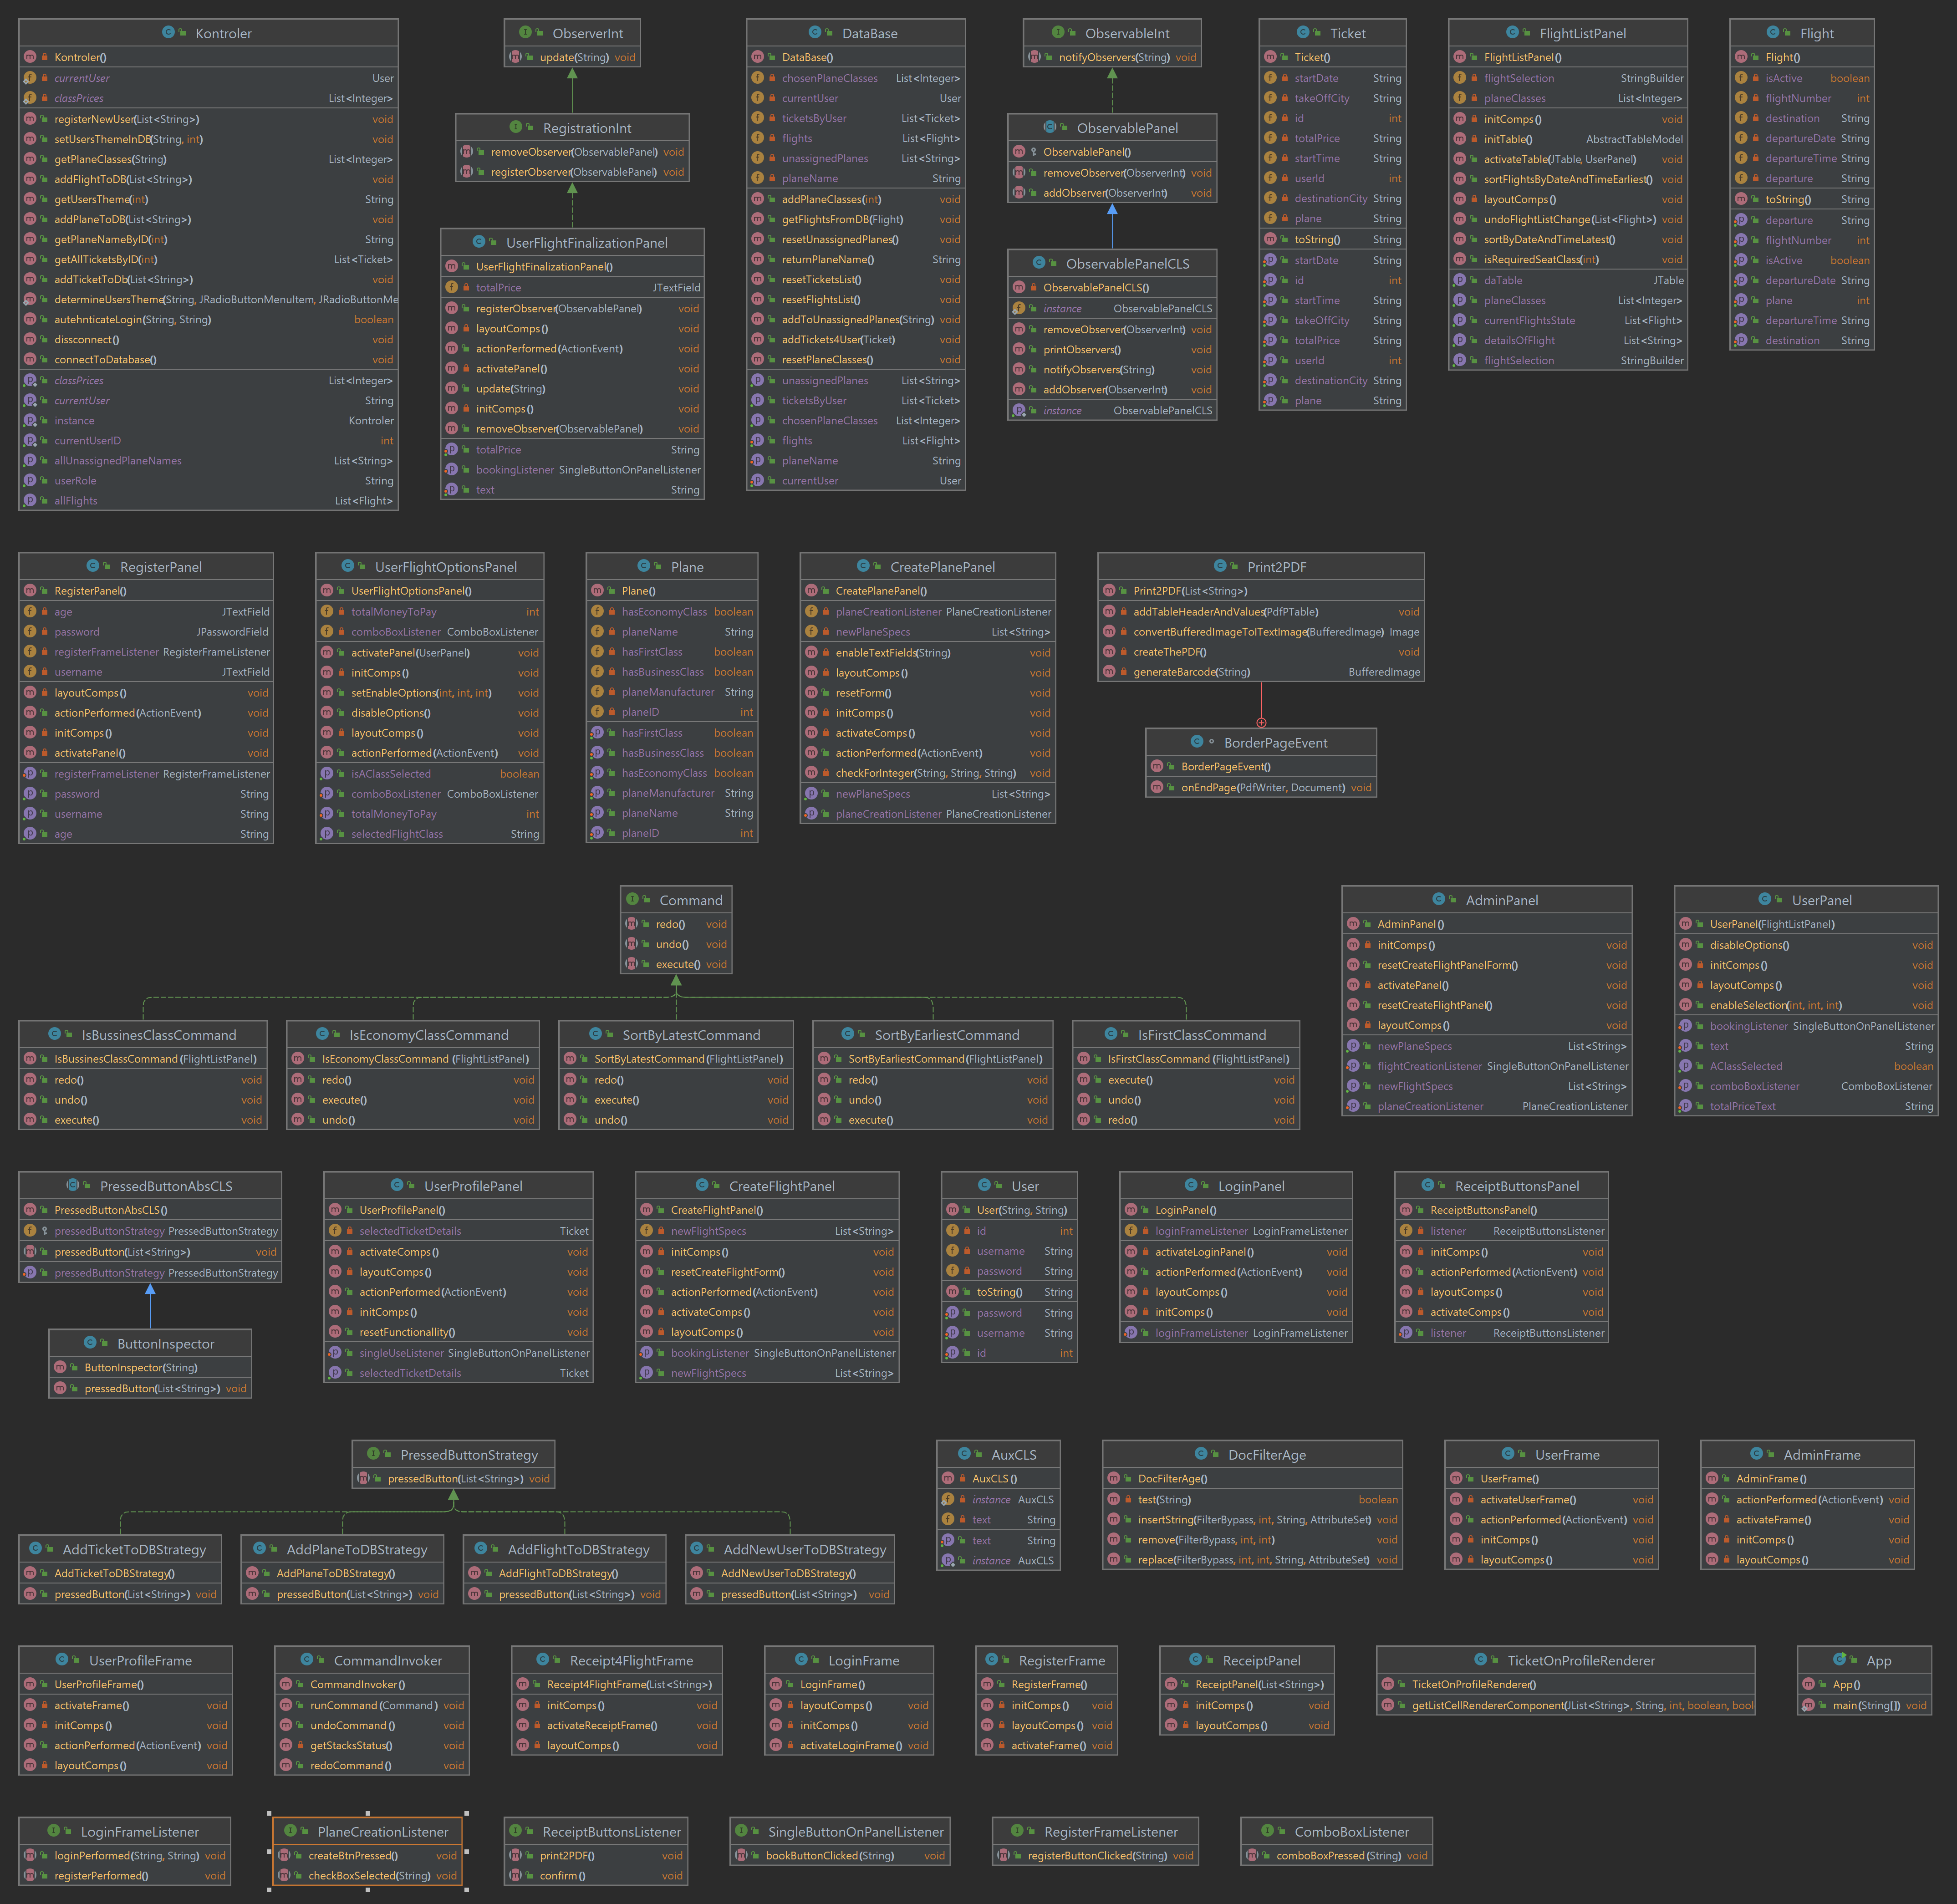 Kontroler
Kontroler()
currentUser User
classPrices List<Integer>
registerNewUser(List<String>) void
setUsersThemeInDB(String, int) void
getPlaneClasses(String) List<Integer>
addFlightToDB(List<String>) void
getUsersTheme(int) String
addPlaneToDB(List<String>) void
getPlaneNameByID(int) String
getAllTicketsByID(int) List<Ticket>
addTicketToDb(List<String>) void
determineUsersTheme(String, JRadioButtonMenuItem, JRadioButtonMe
autehnticateLogin(String, String) boolean
dissconnect() void
connectToDatabase() void
classPrices List<Integer>
currentUser String
instance Kontroler
currentUserID int
allUnassignedPlaneNames List<String>
userRole String
allFlights List<Flight>
ObserverInt
update(String) void
RegistrationInt
removeObserver(ObservablePanel) void
registerObserver(ObservablePanel) void
UserFlightFinalizationPanel
UserFlightFinalizationPanel()
totalPrice JTextField
registerObserver(ObservablePanel) void
layoutComps() void
actionPerformed(ActionEvent) void
activatePanel() void
update(String) void
initComps() void
removeObserver(ObservablePanel) void
totalPrice String
bookingListener SingleButtonOnPanelListener
text String
DataBase
DataBase()
chosenPlaneClasses List<Integer>
currentUser User
ticketsByUser List<Ticket>
flights List<Flight>
unassignedPlanes List<String>
planeName String
addPlaneClasses(int) void
getFlightsFromDB(Flight) void
resetUnassignedPlanes() void
returnPlaneName() String
resetTicketsList() void
resetFlightsList() void
addToUnassignedPlanes(String) void
addTickets4User(Ticket) void
resetPlaneClasses() void
unassignedPlanes List<String>
ticketsByUser List<Ticket>
chosenPlaneClasses List<Integer>
flights List<Flight>
planeName String
currentUser User
ObservableInt
notifyObservers(String) void
ObservablePanel
ObservablePanel()
removeObserver(ObserverInt) void
addObserver(ObserverInt) void
ObservablePanelCLS
ObservablePanelCLS()
instance ObservablePanelCLS
removeObserver(ObserverInt) void
printObservers() void
notifyObservers(String) void
addObserver(ObserverInt) void
instance ObservablePanelCLS
Ticket
Ticket()
startDate String
takeOffCity String
id int
totalPrice String
startTime String
userId int
destinationCity String
plane String
toString() String
startDate String
id int
startTime String
takeOffCity String
totalPrice String
userId int
destinationCity String
plane String
FlightListPanel
FlightListPanel()
flightSelection StringBuilder
planeClasses List<Integer>
initComps() void
initTable() AbstractTableModel
activateTable(JTable, UserPanel) void
sortFlightsByDateAndTimeEarliest() void
layoutComps() void
undoFlightListChange(List<Flight>) void
sortByDateAndTimeLatest() void
isRequiredSeatClass(int) void
daTable JTable
planeClasses List<Integer>
currentFlightsState List<Flight>
detailsOfFlight List<String>
flightSelection StringBuilder
Flight
Flight()
isActive boolean
flightNumber int
destination String
departureDate String
departureTime String
departure String
toString() String
departure String
flightNumber int
isActive boolean
departureDate String
plane int
departureTime String
destination String
RegisterPanel
RegisterPanel()
age JTextField
password JPasswordField
registerFrameListener RegisterFrameListener
username JTextField
layoutComps() void
actionPerformed(ActionEvent) void
initComps() void
activatePanel() void
registerFrameListener RegisterFrameListener
password String
username String
age String
UserFlightOptionsPanel
UserFlightOptionsPanel()
totalMoneyToPay int
comboBoxListener ComboBoxListener
activatePanel(UserPanel) void
initComps() void
setEnableOptions(int, int, int) void
disableOptions() void
layoutComps() void
actionPerformed(ActionEvent) void
isAClassSelected boolean
comboBoxListener ComboBoxListener
totalMoneyToPay int
selectedFlightClass String
Plane
Plane()
hasEconomyClass boolean
planeName String
hasFirstClass boolean
hasBusinessClass boolean
planeManufacturer String
planeID int
hasFirstClass boolean
hasBusinessClass boolean
hasEconomyClass boolean
planeManufacturer String
planeName String
planeID int
CreatePlanePanel
CreatePlanePanel()
planeCreationListener PlaneCreationListener
newPlaneSpecs List<String>
enableTextFields(String) void
layoutComps() void
resetForm() void
initComps() void
activateComps() void
actionPerformed(ActionEvent) void
checkForInteger(String, String, String) void
newPlaneSpecs List<String>
planeCreationListener PlaneCreationListener
Print2PDF
Print2PDF(List<String>)
addTableHeaderAndValues(PdfPTable) void
convertBufferedImageToITextImage(BufferedImage) Image
createThePDF() void
generateBarcode(String) BufferedImage
BorderPageEvent
BorderPageEvent()
onEndPage(PdfWriter, Document) void
Command
redo() void
undo() void
execute() void
IsBussinesClassCommand
IsBussinesClassCommand(FlightListPanel)
redo() void
undo() void
execute() void
IsEconomyClassCommand
IsEconomyClassCommand(FlightListPanel)
redo() void
execute() void
undo() void
SortByLatestCommand
SortByLatestCommand(FlightListPanel)
redo() void
execute() void
undo() void
SortByEarliestCommand
SortByEarliestCommand(FlightListPanel)
redo() void
undo() void
execute() void
IsFirstClassCommand
IsFirstClassCommand(FlightListPanel)
execute() void
undo() void
redo() void
AdminPanel
AdminPanel()
initComps() void
resetCreateFlightPanelForm() void
activatePanel() void
resetCreateFlightPanel() void
layoutComps() void
newPlaneSpecs List<String>
flightCreationListener SingleButtonOnPanelListener
newFlightSpecs List<String>
planeCreationListener PlaneCreationListener
UserPanel
UserPanel(FlightListPanel)
disableOptions() void
initComps() void
layoutComps() void
enableSelection(int, int, int) void
bookingListener SingleButtonOnPanelListener
text String
AClassSelected boolean
comboBoxListener ComboBoxListener
totalPriceText String
PressedButtonAbsCLS
PressedButtonAbsCLS()
pressedButtonStrategy PressedButtonStrategy
pressedButton(List<String>) void
pressedButtonStrategy PressedButtonStrategy
ButtonInspector
ButtonInspector(String)
pressedButton(List<String>) void
UserProfilePanel
UserProfilePanel()
selectedTicketDetails Ticket
activateComps() void
layoutComps() void
actionPerformed(ActionEvent) void
initComps() void
resetFunctionallity() void
singleUseListener SingleButtonOnPanelListener
selectedTicketDetails Ticket
CreateFlightPanel
CreateFlightPanel()
newFlightSpecs List<String>
initComps() void
resetCreateFlightForm() void
actionPerformed(ActionEvent) void
activateComps() void
layoutComps() void
bookingListener SingleButtonOnPanelListener
newFlightSpecs List<String>
User
User(String, String)
id int
username String
password String
toString() String
password String
username String
id int
LoginPanel
LoginPanel()
loginFrameListener LoginFrameListener
activateLoginPanel() void
actionPerformed(ActionEvent) void
layoutComps() void
initComps() void
loginFrameListener LoginFrameListener
ReceiptButtonsPanel
ReceiptButtonsPanel()
listener ReceiptButtonsListener
initComps() void
actionPerformed(ActionEvent) void
layoutComps() void
activateComps() void
listener ReceiptButtonsListener
PressedButtonStrategy
pressedButton(List<String>) void
AddTicketToDBStrategy
AddTicketToDBStrategy()
pressedButton(List<String>) void
AddPlaneToDBStrategy
AddPlaneToDBStrategy()
pressedButton(List<String>) void
AddFlightToDBStrategy
AddFlightToDBStrategy()
pressedButton(List<String>) void
AddNewUserToDBStrategy
AddNewUserToDBStrategy()
pressedButton(List<String>) void
AuxCLS
AuxCLS()
instance AuxCLS
text String
text String
instance AuxCLS
DocFilterAge
DocFilterAge()
test(String) boolean
insertString(FilterBypass, int, String, AttributeSet) void
remove(FilterBypass, int, int) void
replace(FilterBypass, int, int, String, AttributeSet) void
UserFrame
UserFrame()
activateUserFrame() void
actionPerformed(ActionEvent) void
initComps() void
layoutComps() void
AdminFrame
AdminFrame()
actionPerformed(ActionEvent) void
activateFrame() void
initComps() void
layoutComps() void
UserProfileFrame
UserProfileFrame()
activateFrame() void
initComps() void
actionPerformed(ActionEvent) void
layoutComps() void
CommandInvoker
CommandInvoker()
runCommand(Command) void
undoCommand() void
getStacksStatus() void
redoCommand() void
Receipt4FlightFrame
Receipt4FlightFrame(List<String>)
initComps() void
activateReceiptFrame() void
layoutComps() void
LoginFrame
LoginFrame()
layoutComps() void
initComps() void
activateLoginFrame() void
RegisterFrame
RegisterFrame()
initComps() void
layoutComps() void
activateFrame() void
ReceiptPanel
ReceiptPanel(List<String>)
initComps() void
layoutComps() void
TicketOnProfileRenderer
TicketOnProfileRenderer()
getListCellRendererComponent(JList<String>, String, int, boolean, bool
App
App()
main(String[]) void
LoginFrameListener
loginPerformed(String, String) void
registerPerformed() void
PlaneCreationListener
createBtnPressed() void
checkBoxSelected(String) void
ReceiptButtonsListener
print2PDF() void
confirm() void
SingleButtonOnPanelListener
bookButtonClicked(String) void
RegisterFrameListener
registerButtonClicked(String) void
ComboBoxListener
comboBoxPressed(String) void